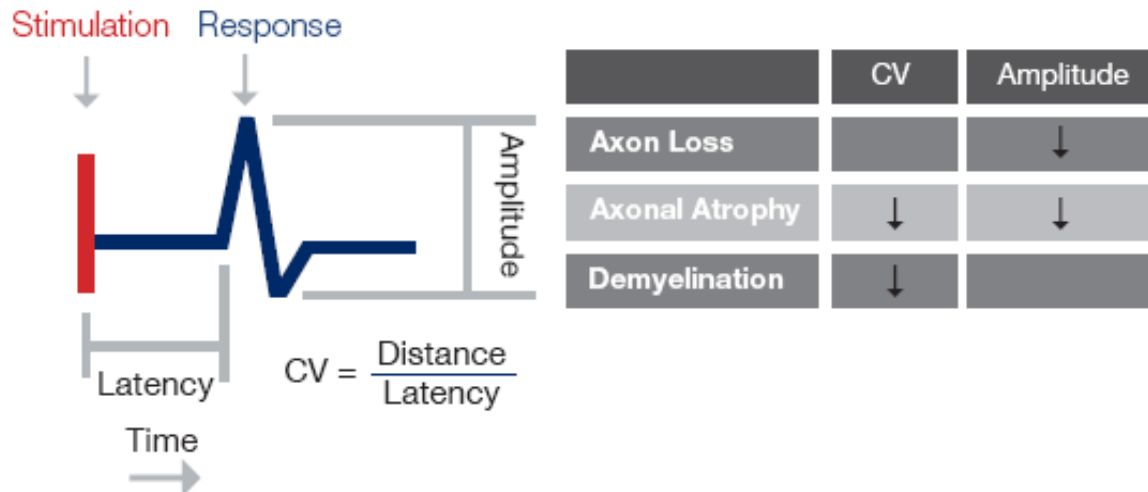 Stimulation Response
Amplitude
Latency
CV = Distance
Latency
Time
CV Amplitude
Axon Loss ↓
Axonal Atrophy ↓ ↓
Demyelination ↓